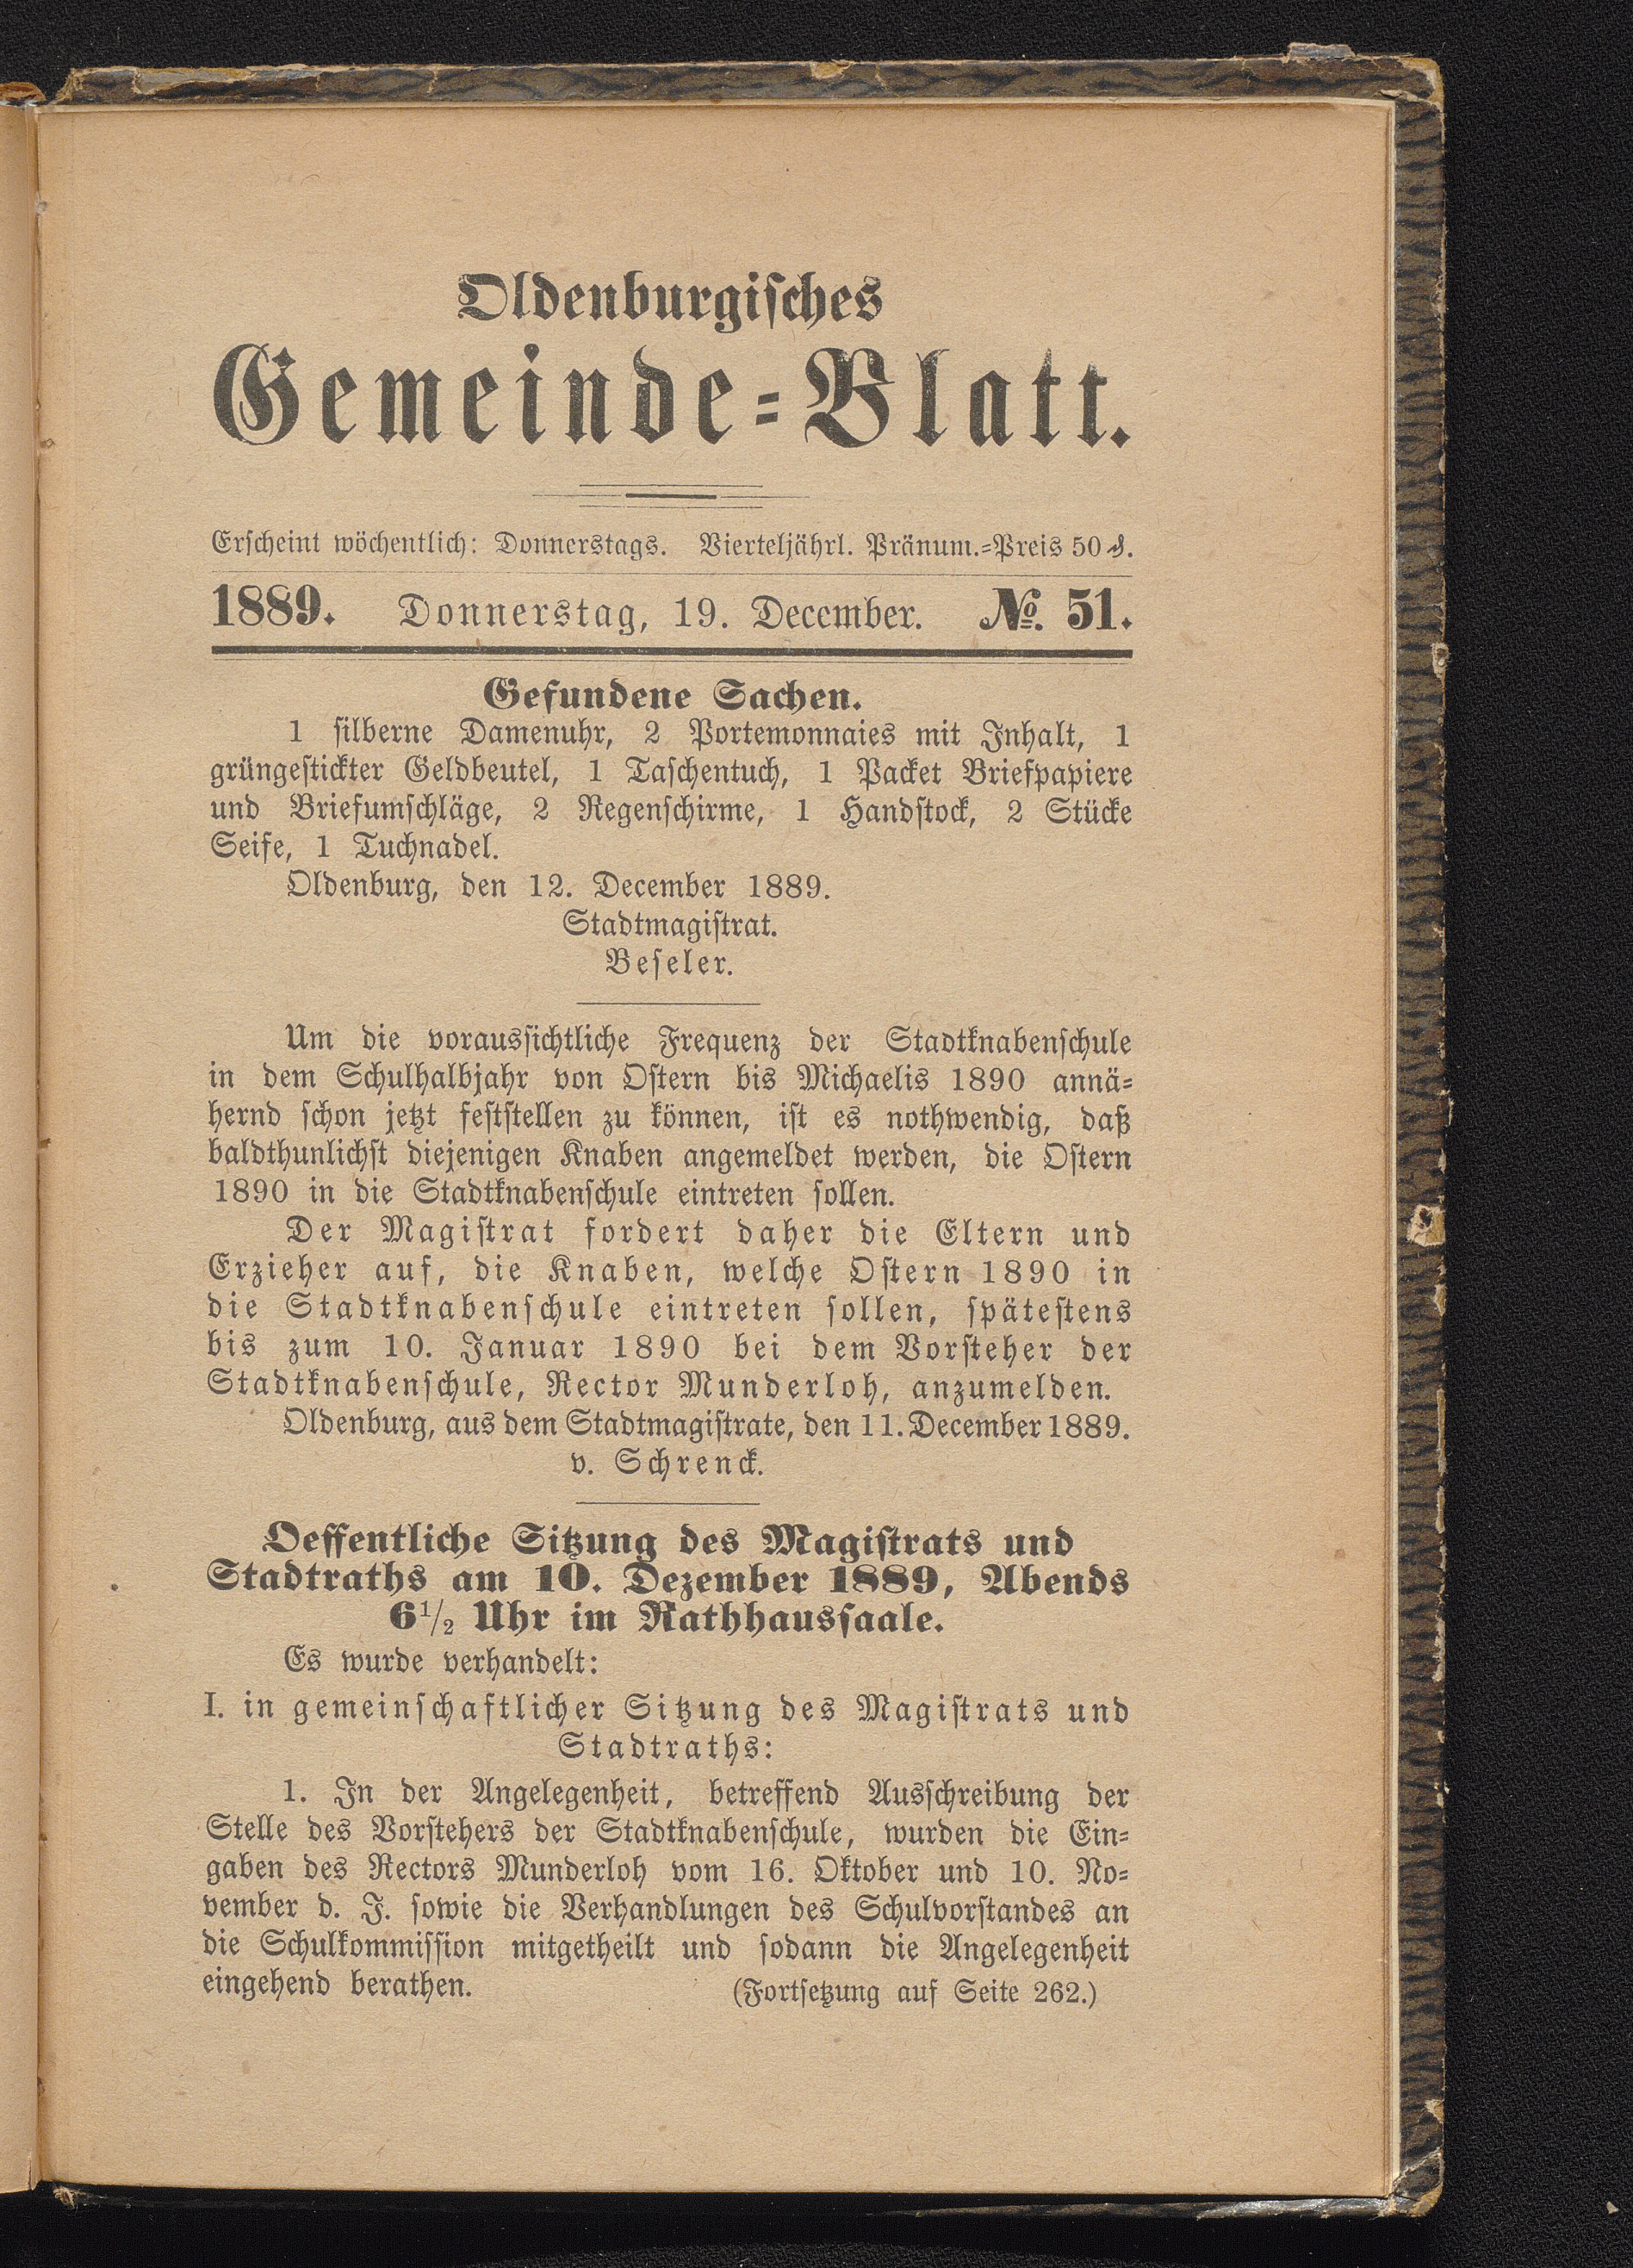 Oldenburgisches
Gemeinde-Blatt.
Erscheint wöchentlich: Donnerstags. Vierteljährl. Pränum.-Preis 50 ₰.
1889. Donnerstag, 19. December. No. 51.
Gefundene Sachen.
1 silberne Damenuhr, 2 Portemonnaies mit Inhalt, 1
grüngestickter Geldbeutel, 1 Taschentuch, 1 Packet Briefpapiere
und Briefumschläge, 2 Regenschirme, 1 Handstock, 2 Stücke
Seife, 1 Tuchnadel.
Oldenburg, den 12. December 1889.
Stadtmagistrat.
Beseler.
Um die voraussichtliche Frequenz der Stadtknabenschule
in dem Schulhalbjahr von Ostern bis Michaelis 1890 annä-
hernd schon jetzt feststellen zu können, ist es nothwendig, daß
baldthunlichst diejenigen Knaben angemeldet werden, die Ostern
1890 in die Stadtknabenschule eintreten sollen.
Der Magistrat fordert daher die Eltern und
Erzieher auf, die Knaben, welche Ostern 1890 in
die Stadtknabenschule eintreten sollen, spätestens
bis zum 10. Januar 1890 bei dem Vorsteher der
Stadtknabenschule, Rector Munderloh, anzumelden.
Oldenburg, aus dem Stadtmagistrate, den 11. December 1889.
v. Schrenck.
Oeffentliche Sitzung des Magistrats und
Stadtraths am 10. Dezember 1889, Abends
6 1/2 Uhr im Rathhaussaale.
Es wurde verhandelt:
I. in gemeinschaftlicher Sitzung des Magistrats und
Stadtraths:
1. In der Angelegenheit, betreffend Ausschreibung der
Stelle des Vorstehers der Stadtknabenschule, wurden die Ein-
gaben des Rectors Munderloh vom 16. Oktober und 10. No-
vember d. J. sowie die Verhandlungen des Schulvorstandes an
die Schulkommission mitgetheilt und sodann die Angelegenheit
eingehend berathen. (Fortsetzung auf Seite 262.)